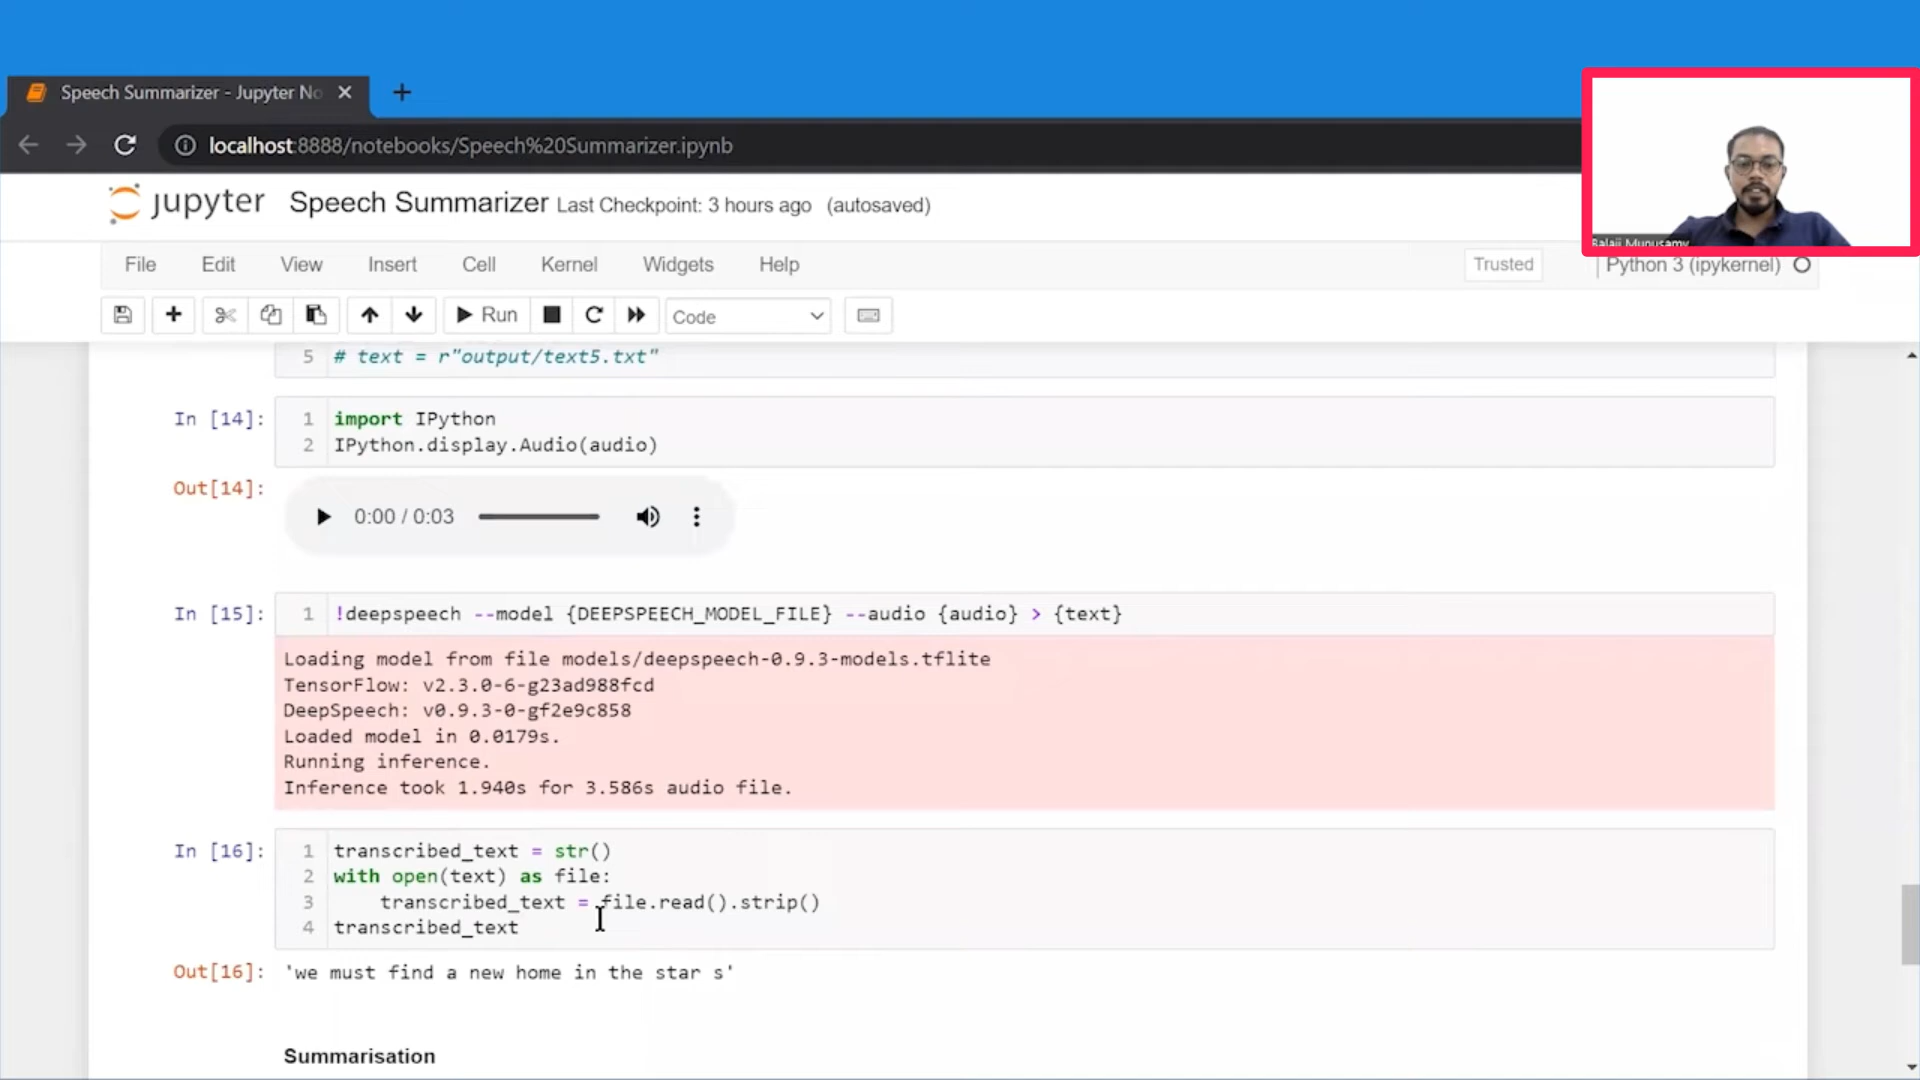 Speech Summarizer - Jupyter No
localhost:8888/notebooks/Speech%20Summarizer.ipynb
jupyter Speech Summarizer Last Checkpoint: 3 hours ago (autosaved)
Balaji Munusamy
File Edit View Insert Cell Kernel Widgets Help Trusted Python 3 (ipykernel)
Run Code
5 # text = r"output/text5.txt"
In [14]: 1 import IPython
2 IPython.display.Audio(audio)
Out[14]:
0:00 / 0:03
In [15]: 1 !deepspeech --model {DEEPSPEECH_MODEL_FILE} --audio {audio} > {text}
Loading model from file models/deepspeech-0.9.3-models.tflite
TensorFlow: v2.3.0-6-g23ad988fcd
DeepSpeech: v0.9.3-0-gf2e9c858
Loaded model in 0.0179s.
Running inference.
Inference took 1.940s for 3.586s audio file.
In [16]: 1 transcribed_text = str()
2 with open(text) as file:
3 transcribed_text = file.read().strip()
4 transcribed_text
Out[16]: 'we must find a new home in the star s'
Summarisation